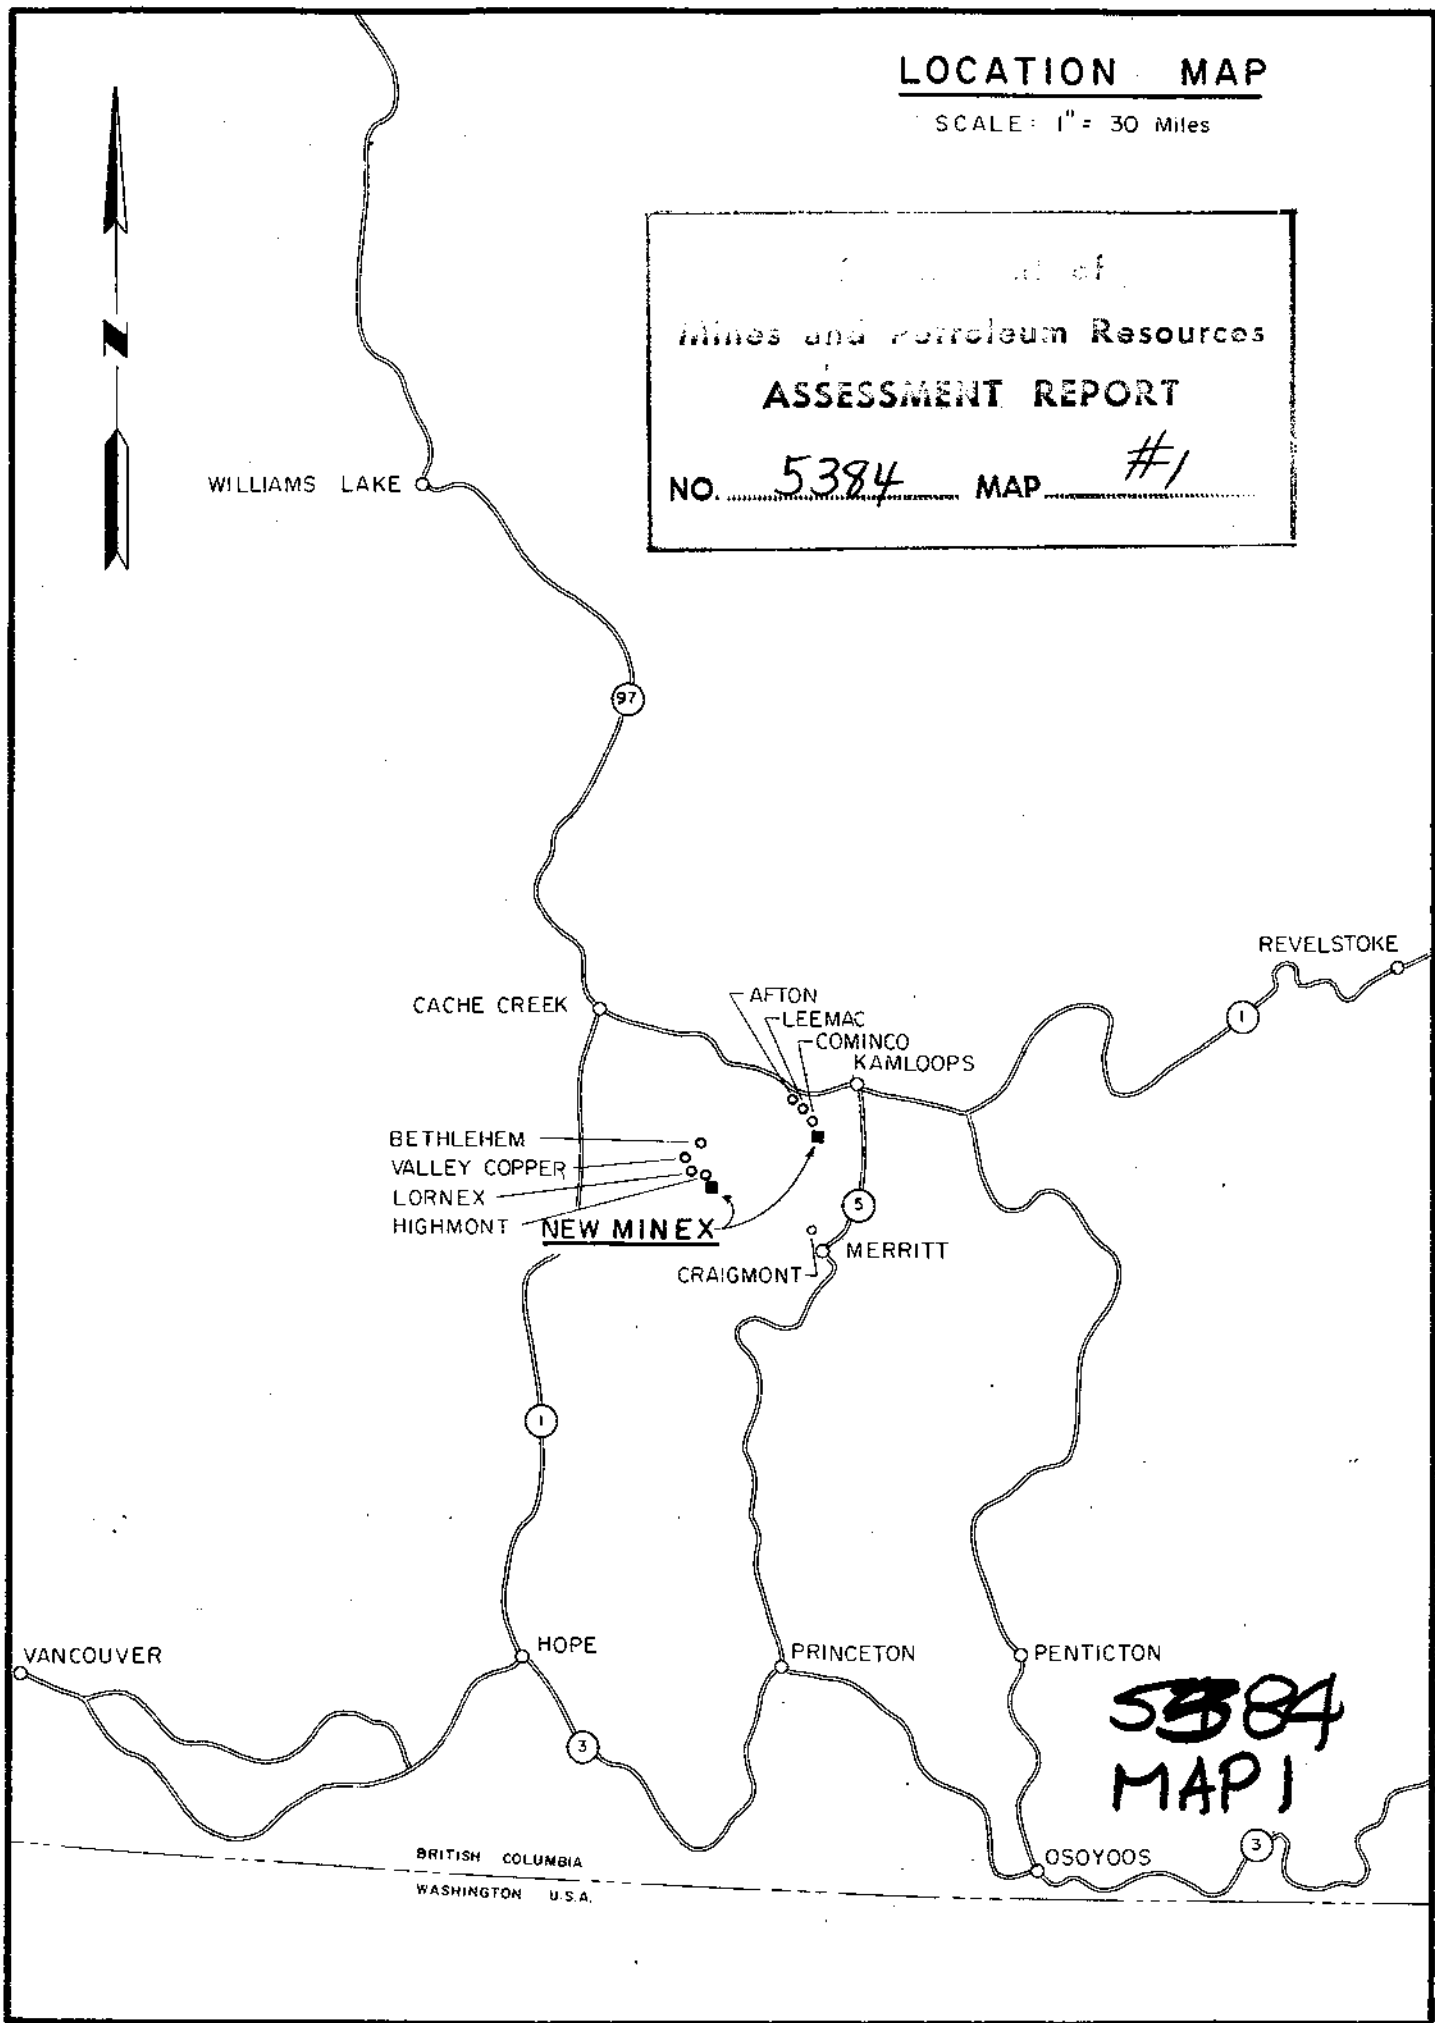 LOCATION MAP
SCALE: 1" = 30 Miles
of
Mines and Petroleum Resources
ASSESSMENT REPORT
NO. 5384 MAP #1
N
WILLIAMS LAKE
97
REVELSTOKE
CACHE CREEK
AFTON
LEEMAC
COMINCO
KAMLOOPS
1
BETHLEHEM
VALLEY COPPER
LORNEX
HIGHMONT
NEW MINEX
5
MERRITT
CRAIGMONT
1
VANCOUVER
HOPE
PRINCETON
PENTICTON
5384
MAP 1
3
3
OSOYOOS
BRITISH COLUMBIA
WASHINGTON U.S.A.